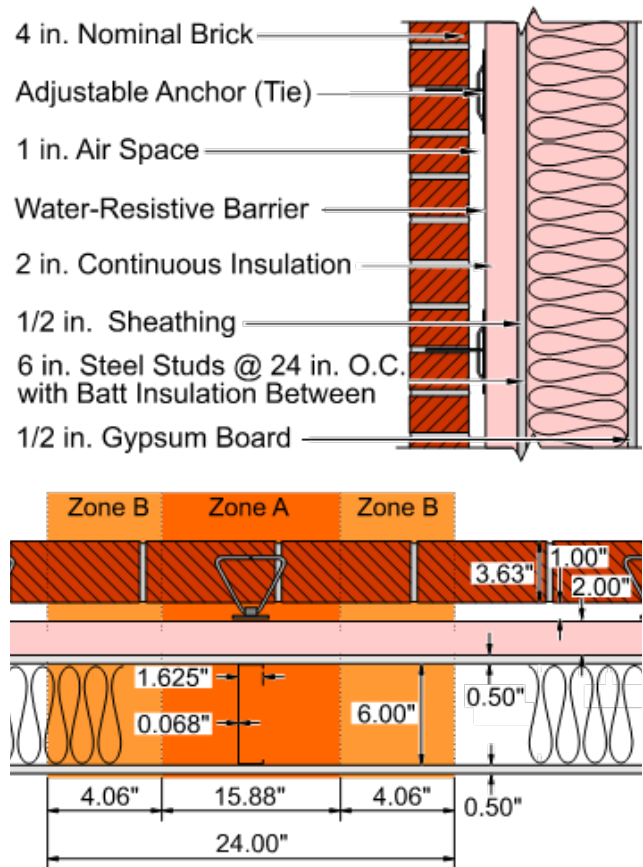 4 in. Nominal Brick
Adjustable Anchor (Tie)
1 in. Air Space
Water-Resistive Barrier
2 in. Continuous Insulation
1/2 in. Sheathing
6 in. Steel Studs @ 24 in. O.C.
with Batt Insulation Between
1/2 in. Gypsum Board
Zone B Zone A Zone B
1.00"
3.63"
2.00"
1.625"
0.50"
0.068"
6.00"
4.06" 15.88" 4.06"
0.50"
24.00"